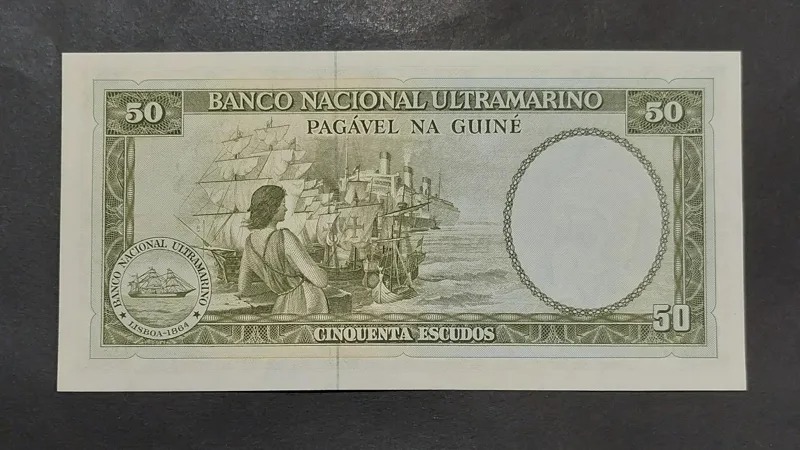 50
BANCO NACIONAL ULTRAMARINO
50
PAGÁVEL NA GUINÉ
BANCO NACIONAL ULTRAMARINO
LISBOA-1864
CINQUENTA ESCUDOS
50